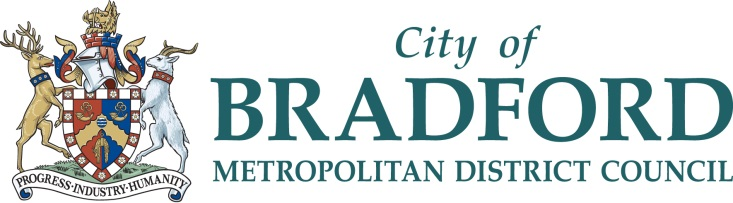 City of
BRADFORD
METROPOLITAN DISTRICT COUNCIL
PROGRESS·INDUSTRY·HUMANITY